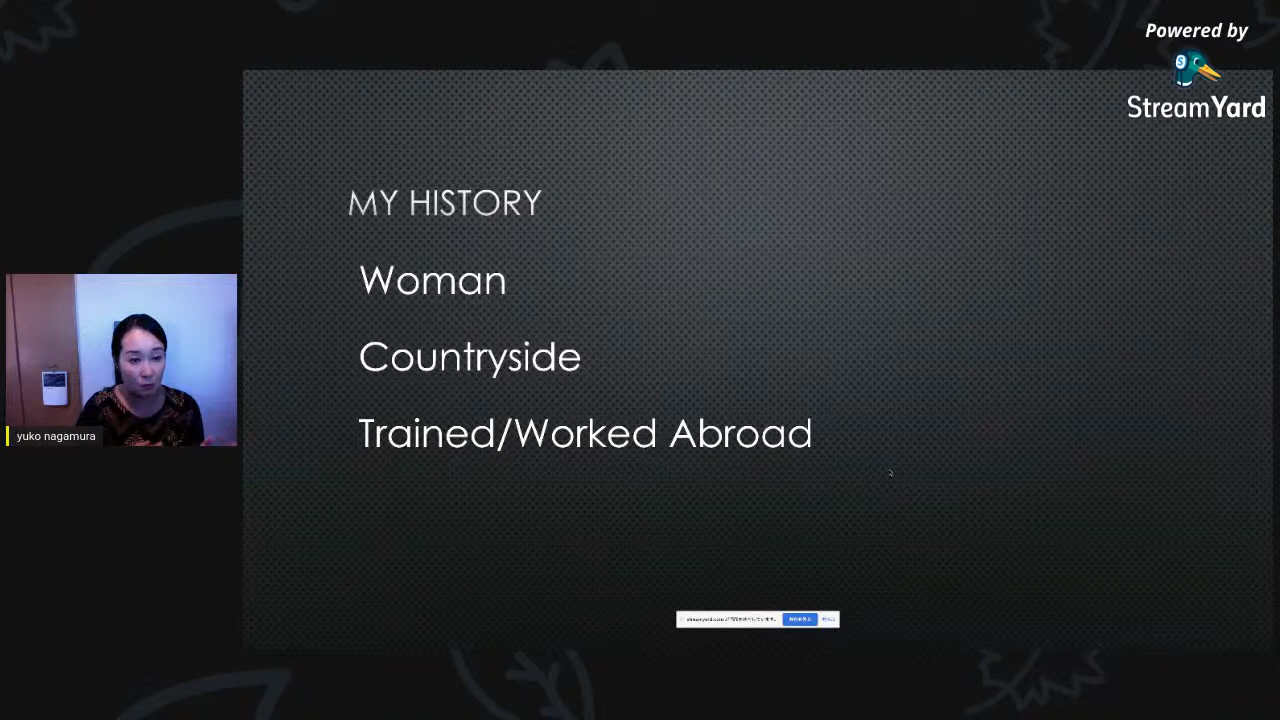 Powered by
StreamYard
MY HISTORY
Woman
Countryside
Trained/Worked Abroad
yuko nagamura